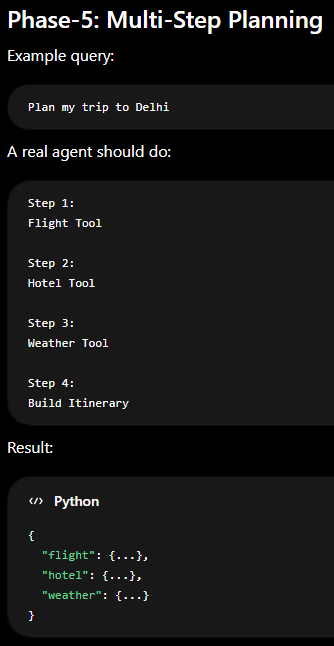 Phase-5: Multi-Step Planning
Example query:
Plan my trip to Delhi
A real agent should do:
Step 1:
Flight Tool
Step 2:
Hotel Tool
Step 3:
Weather Tool
Step 4:
Build Itinerary
Result:
</> Python
{
"flight": {...},
"hotel": {...},
"weather": {...}
}